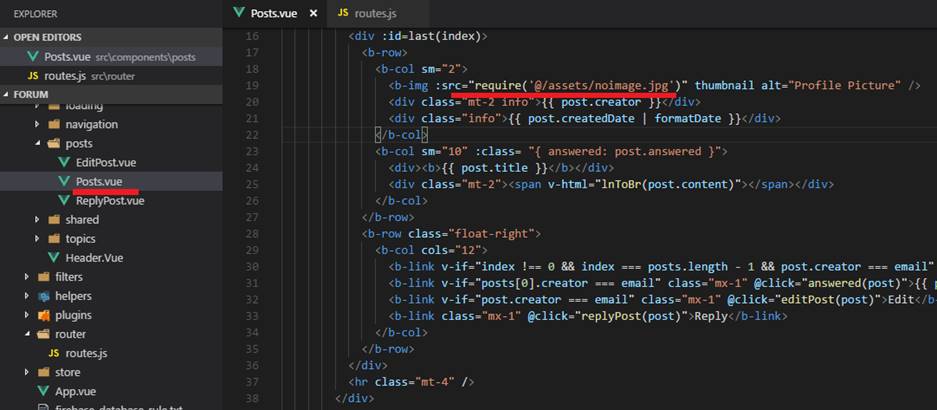 EXPLORER
OPEN EDITORS
Posts.vue src\components\posts
JS routes.js src\router
FORUM
loading
navigation
posts
EditPost.vue
Posts.vue
ReplyPost.vue
shared
topics
Header.Vue
filters
helpers
plugins
router
JS routes.js
store
App.vue
firebase-database-rule.txt
Posts.vue ×
JS routes.js
16 <div :id=last(index)>
17 <b-row>
18 <b-col sm="2">
19 <b-img :src="require('@/assets/noimage.jpg')" thumbnail alt="Profile Picture" />
20 <div class="mt-2 info">{{ post.creator }}</div>
21 <div class="info">{{ post.createdDate | formatDate }}</div>
22 </b-col>
23 <b-col sm="10" :class= "{ answered: post.answered }">
24 <div><b>{{ post.title }}</b></div>
25 <div class="mt-2"><span v-html="lnToBr(post.content)"></span></div>
26 </b-col>
27 </b-row>
28 <b-row class="float-right">
29 <b-col cols="12">
30 <b-link v-if="index !== 0 && index === posts.length - 1 && post.creator === email"
31 <b-link v-if="posts[0].creator === email" class="mx-1" @click="answered(post)">{{ p
32 <b-link v-if="post.creator === email" class="mx-1" @click="editPost(post)">Edit</b-
33 <b-link class="mx-1" @click="replyPost(post)">Reply</b-link>
34 </b-col>
35 </b-row>
36 </div>
37 <hr class="mt-4" />
38 </div>